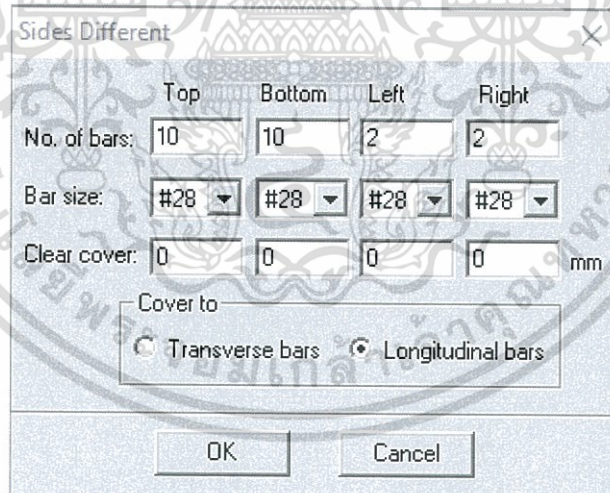 Sides Different
Top Bottom Left Right
No. of bars: 10 10 2 2
Bar size: #28 #28 #28 #28
Clear cover: 0 0 0 0 mm
Cover to
Transverse bars Longitudinal bars
OK Cancel